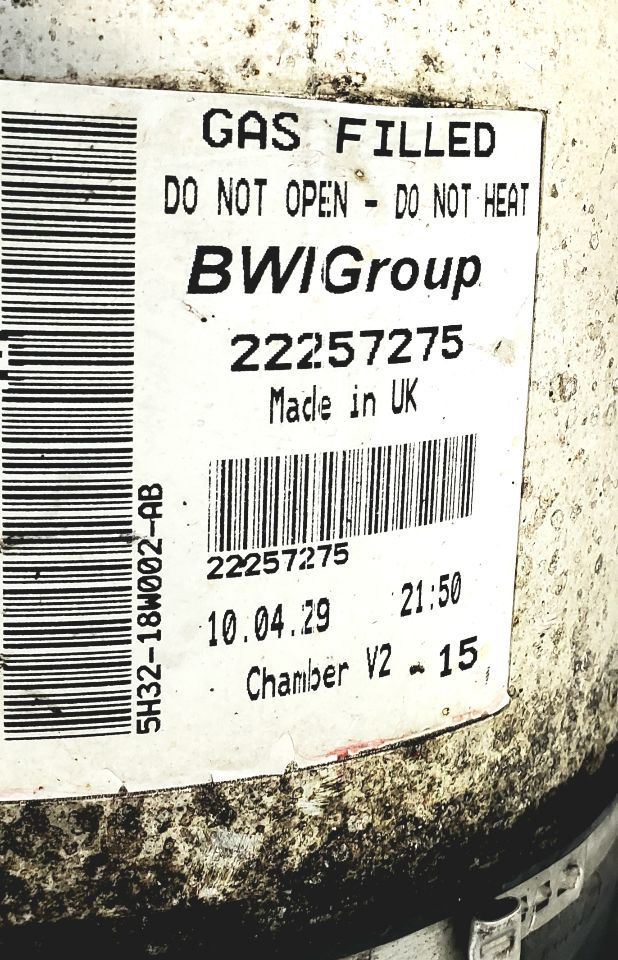 GAS FILLED
DO NOT OPEN - DO NOT HEAT
BWIGroup
22257275
Made in UK
22257275
10.04.29 21:50
Chamber V2 - 15
5H32-18W002-AB